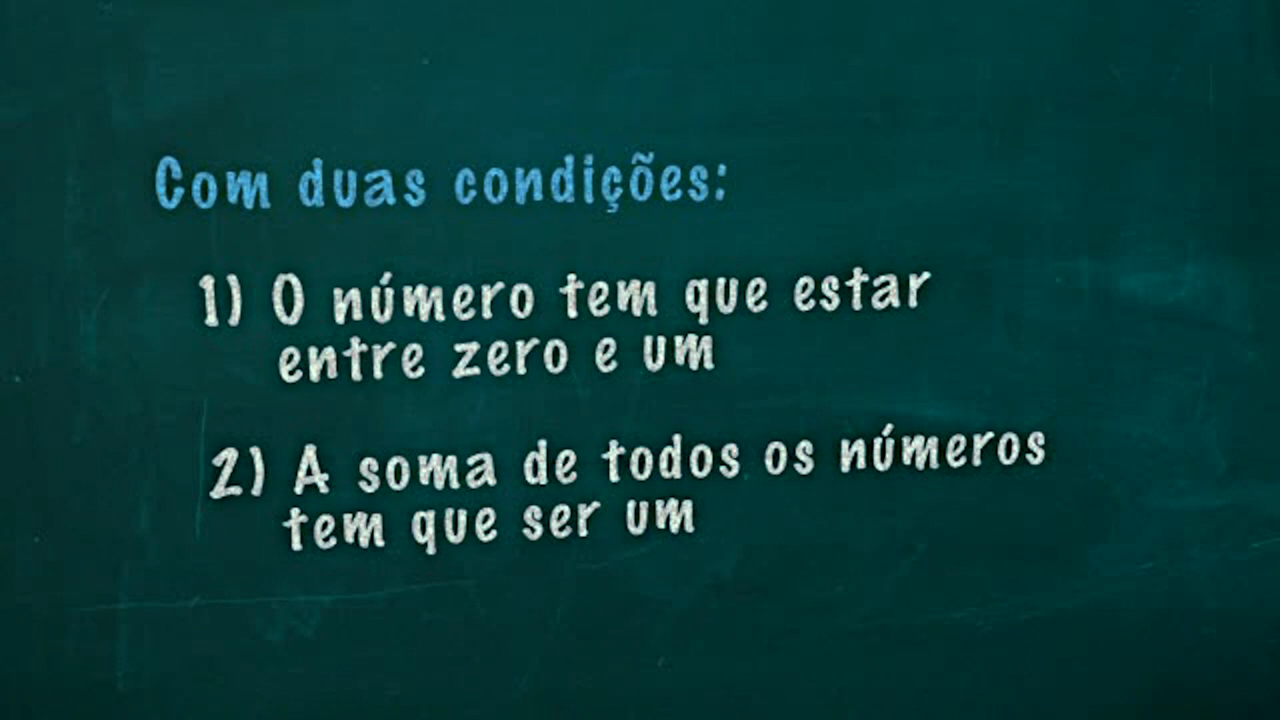 Com duas condições:
1) O número tem que estar
entre zero e um
2) A soma de todos os números
tem que ser um